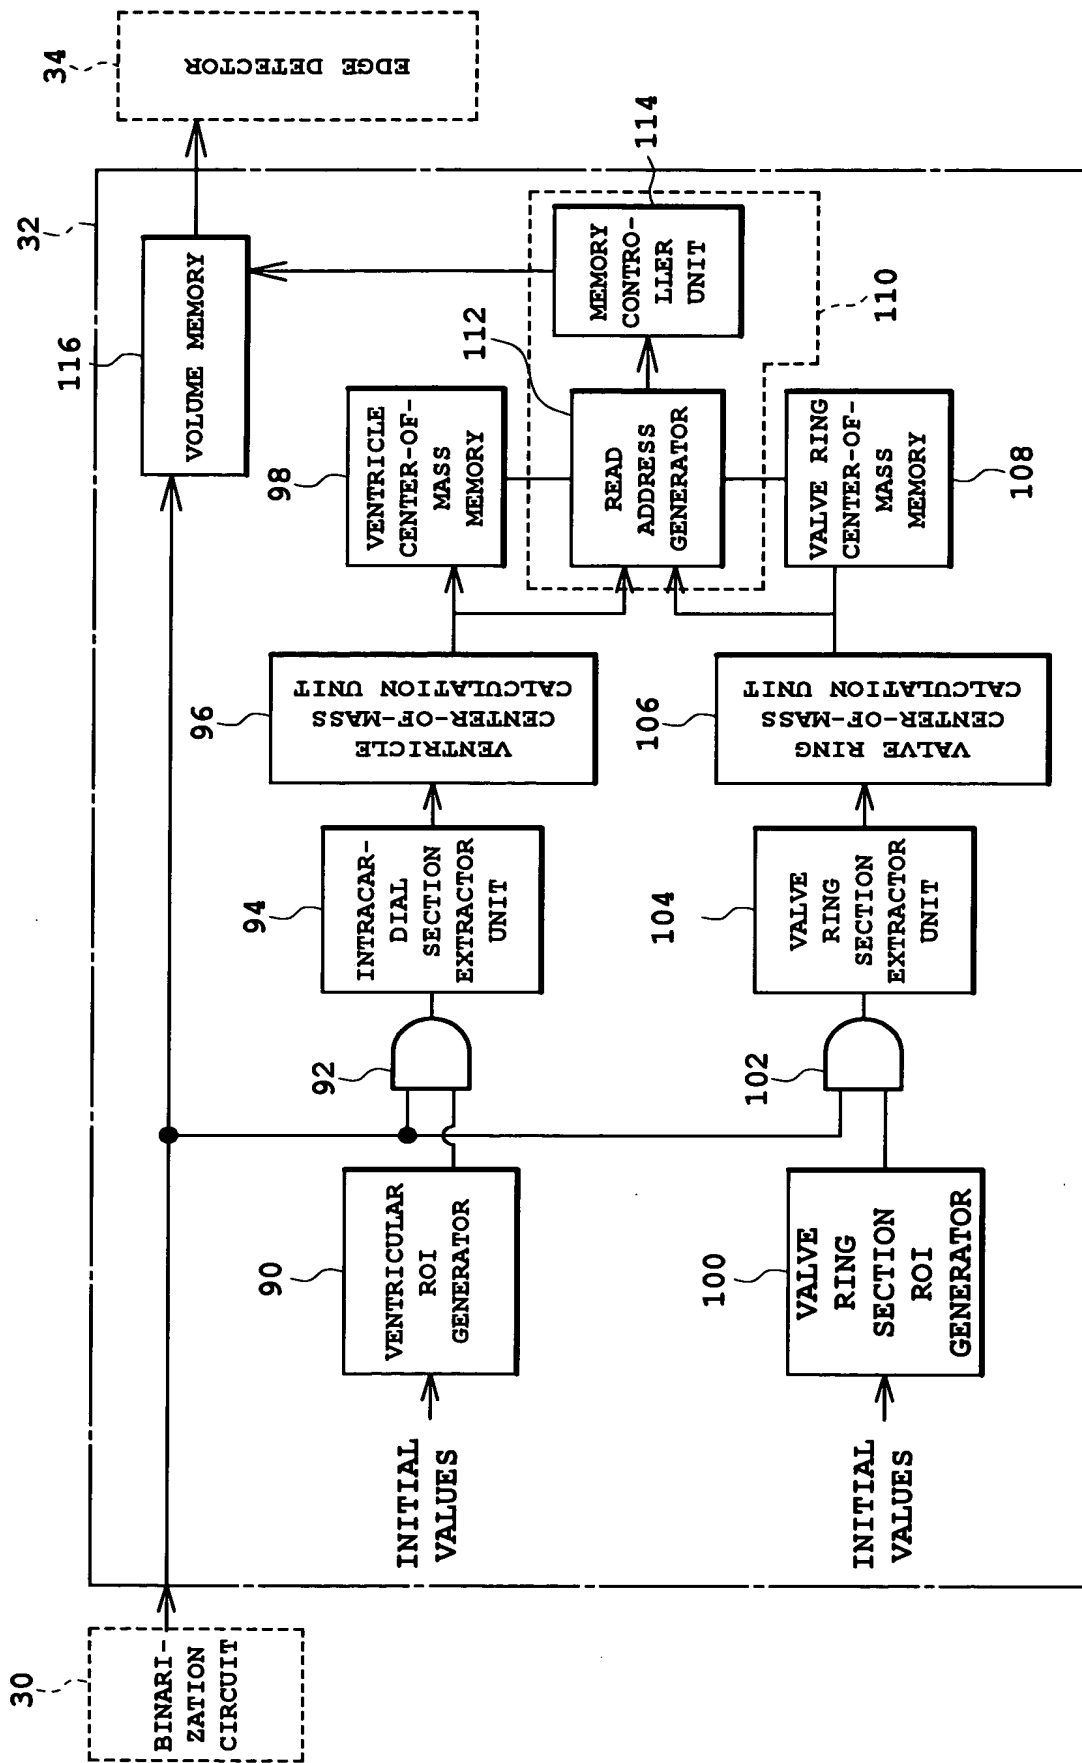 30
BINARI-
ZATION
CIRCUIT
32
INITIAL
VALUES
90
VENTRICULAR
ROI
GENERATOR
92
94
INTRACAR-
DIAL
SECTION
EXTRACTOR
UNIT
96
VENTRICLE
CENTER-OF-MASS
CALCULATION UNIT
98
VENTRICLE
CENTER-OF-
MASS
MEMORY
116
VOLUME MEMORY
34
EDGE DETECTOR
INITIAL
VALUES
100
VALVE
RING
SECTION
ROI
GENERATOR
102
104
VALVE
RING
SECTION
EXTRACTOR
UNIT
106
VALVE RING
CENTER-OF-MASS
CALCULATION UNIT
108
VALVE RING
CENTER-OF-
MASS
MEMORY
110
112
READ
ADDRESS
GENERATOR
114
MEMORY
CONTRO-
LLER
UNIT